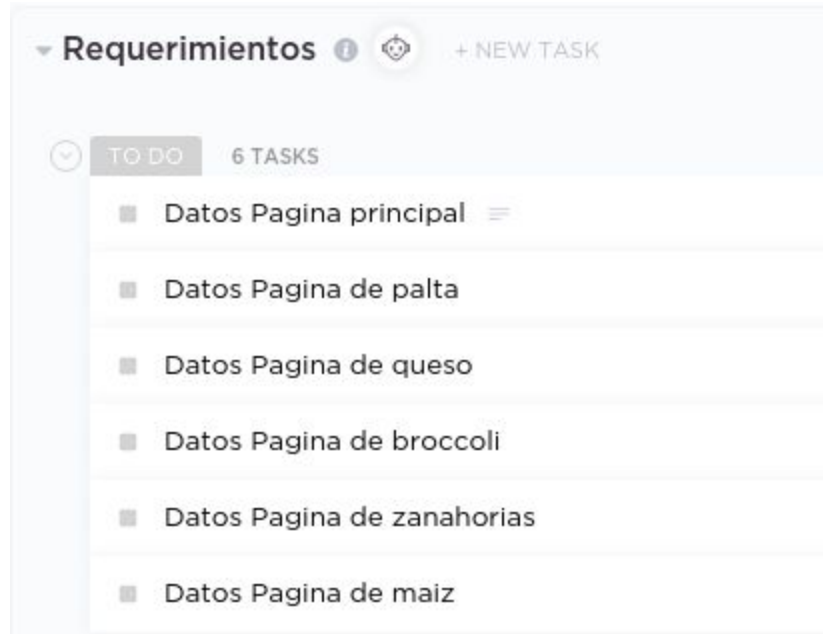 Requerimientos + NEW TASK
TO DO 6 TASKS
Datos Pagina principal
Datos Pagina de palta
Datos Pagina de queso
Datos Pagina de broccoli
Datos Pagina de zanahorias
Datos Pagina de maiz